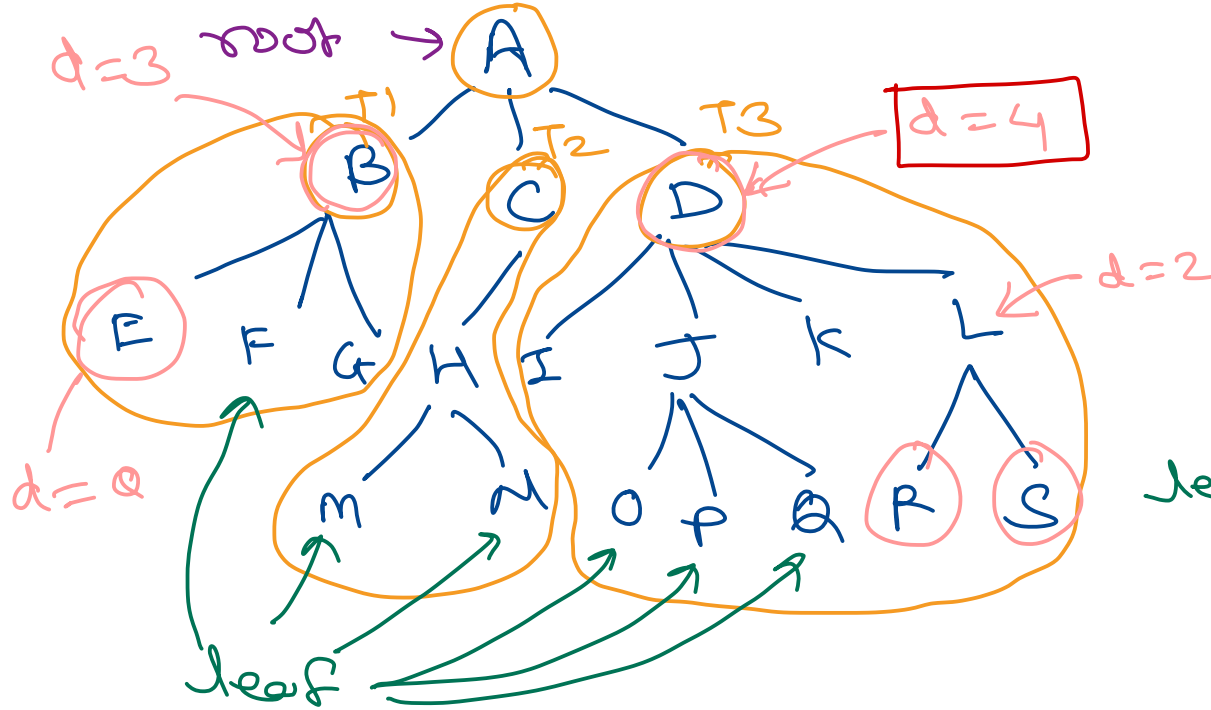 root A
d=3
T1 T2 T3 d=4
B C D
d=2
E F G H I J K L
d=0
M N O P Q R S
leaf